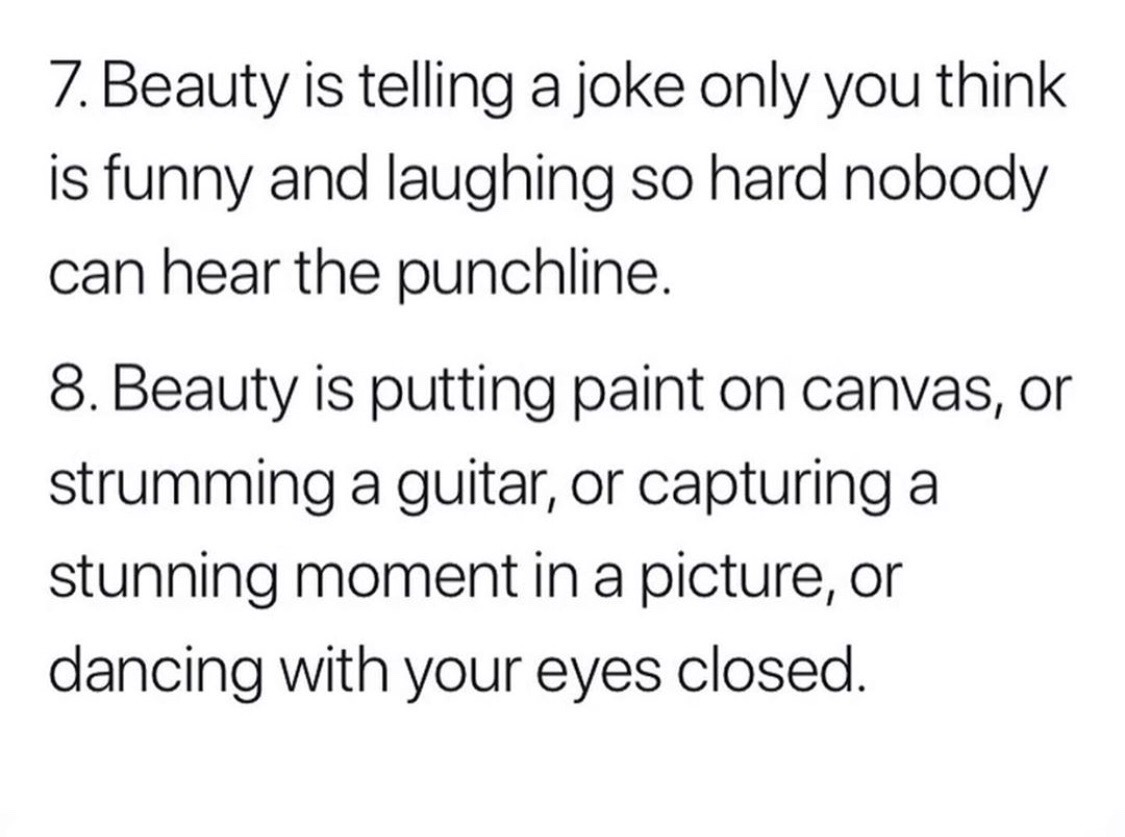 7. Beauty is telling a joke only you think
is funny and laughing so hard nobody
can hear the punchline.
8. Beauty is putting paint on canvas, or
strumming a guitar, or capturing a
stunning moment in a picture, or
dancing with your eyes closed.